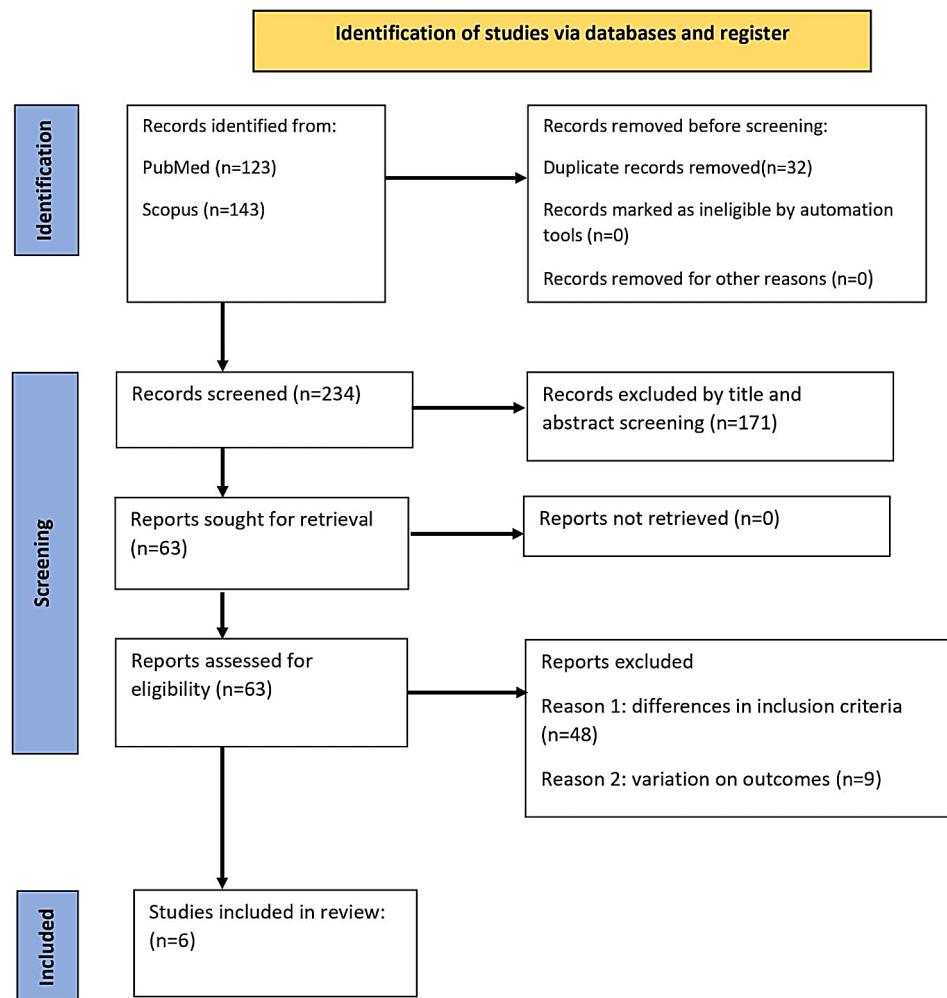 Identification of studies via databases and register
Identification
Records identified from:
PubMed (n=123)
Scopus (n=143)
Records removed before screening:
Duplicate records removed(n=32)
Records marked as ineligible by automation
tools (n=0)
Records removed for other reasons (n=0)
Screening
Records screened (n=234)
Records excluded by title and
abstract screening (n=171)
Reports sought for retrieval
(n=63)
Reports not retrieved (n=0)
Reports assessed for
eligibility (n=63)
Reports excluded
Reason 1: differences in inclusion criteria
(n=48)
Reason 2: variation on outcomes (n=9)
Included
Studies included in review:
(n=6)